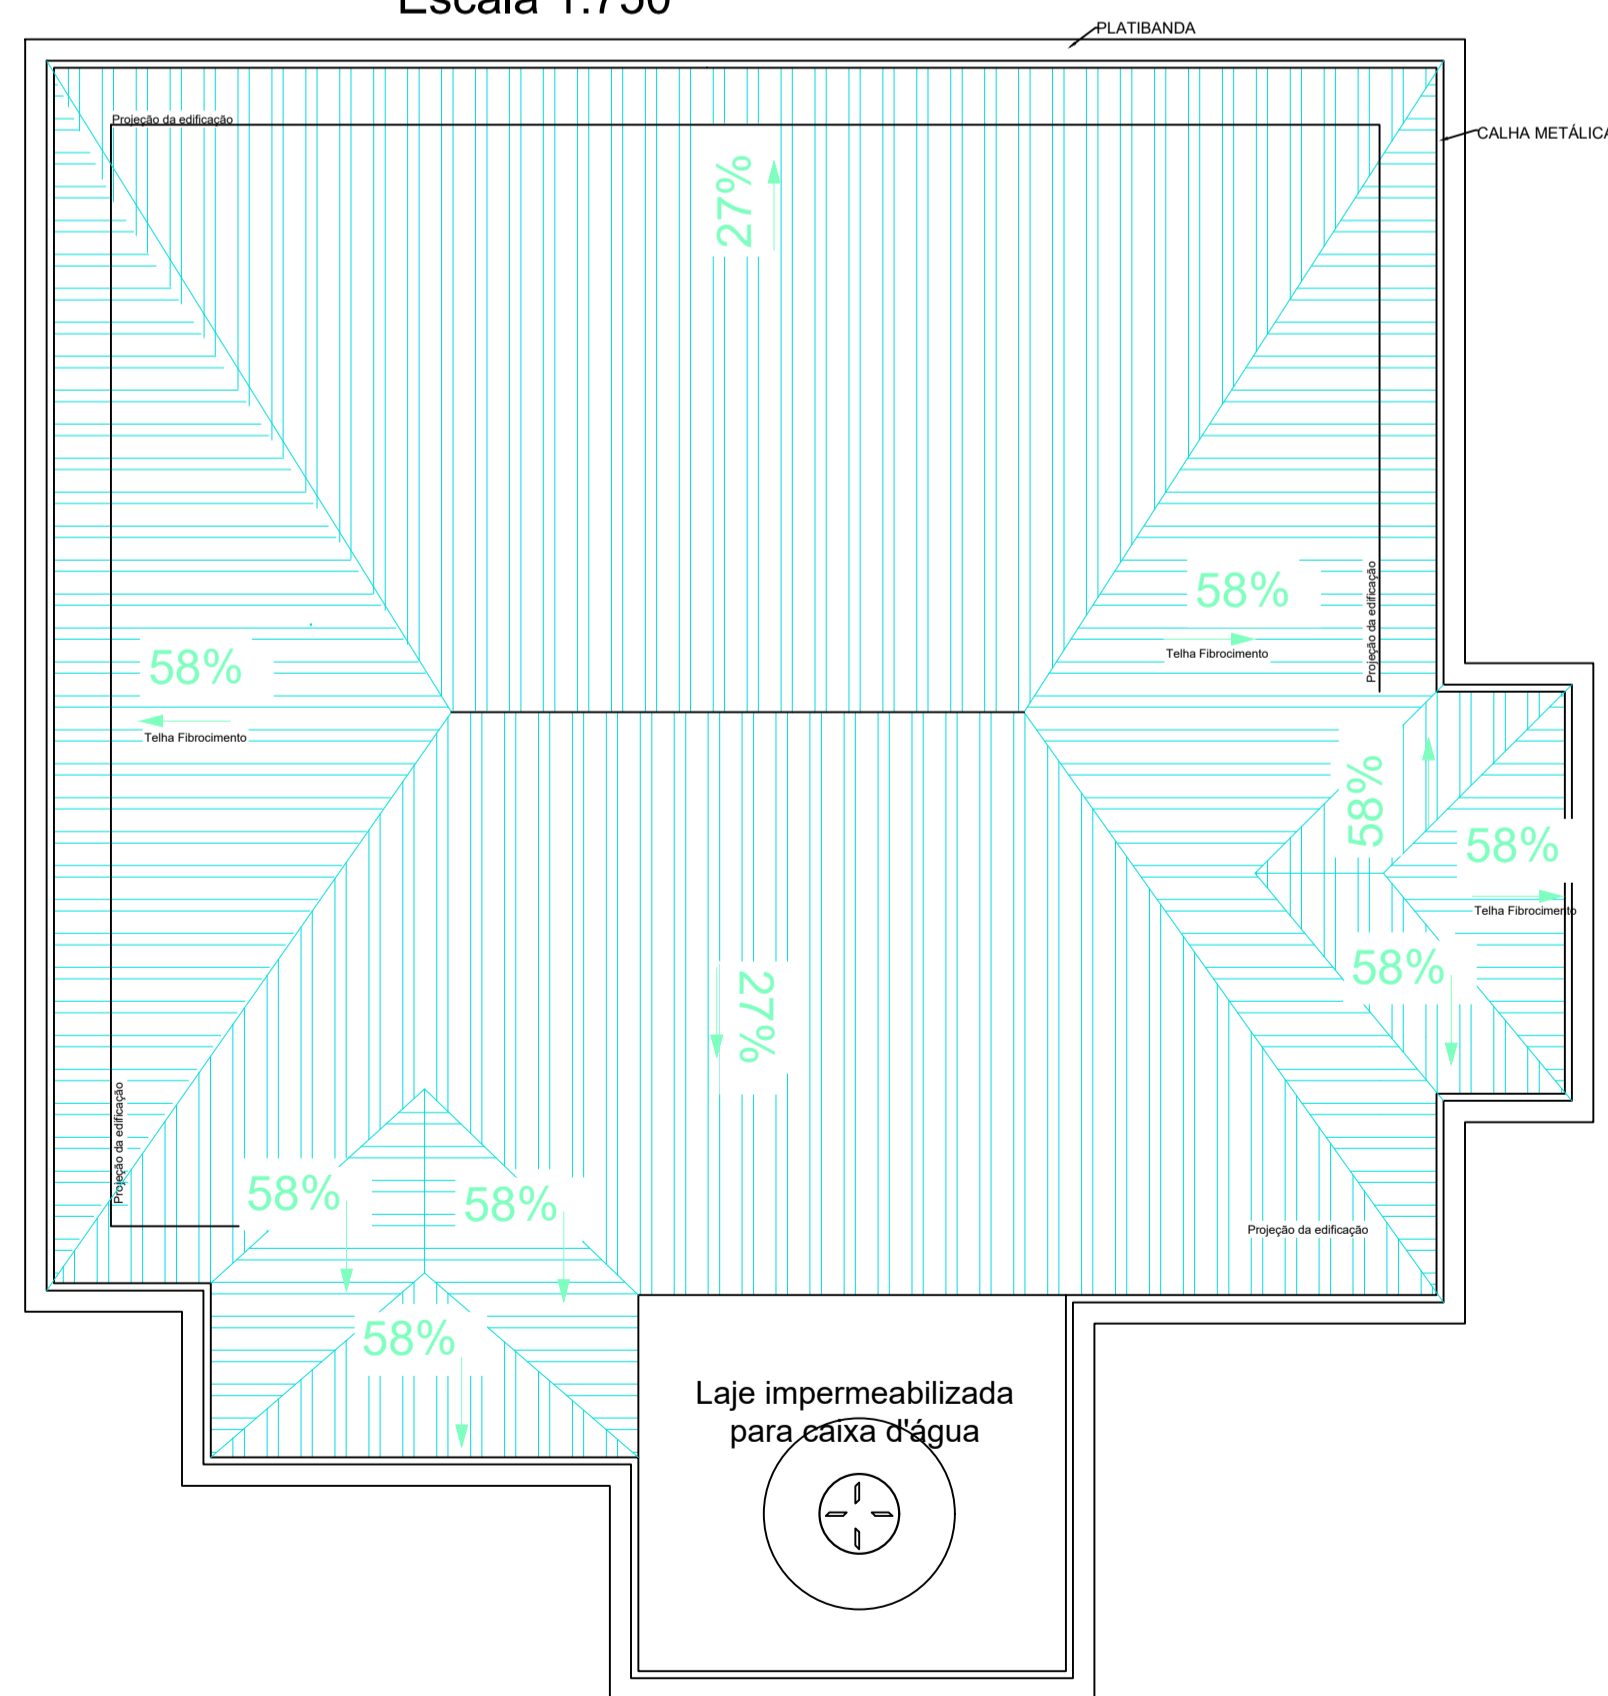 Escala 1:750
PLATIBANDA
Projeção da edificação
CALHA METÁLICA
27%
58%
Telha Fibrocimento
Projeção da edificação
58%
Telha Fibrocimento
58%
58%
Telha Fibrocimento
58%
27%
Projeção da edificação
58%
58%
Projeção da edificação
58%
Laje impermeabilizada
para caixa d'água